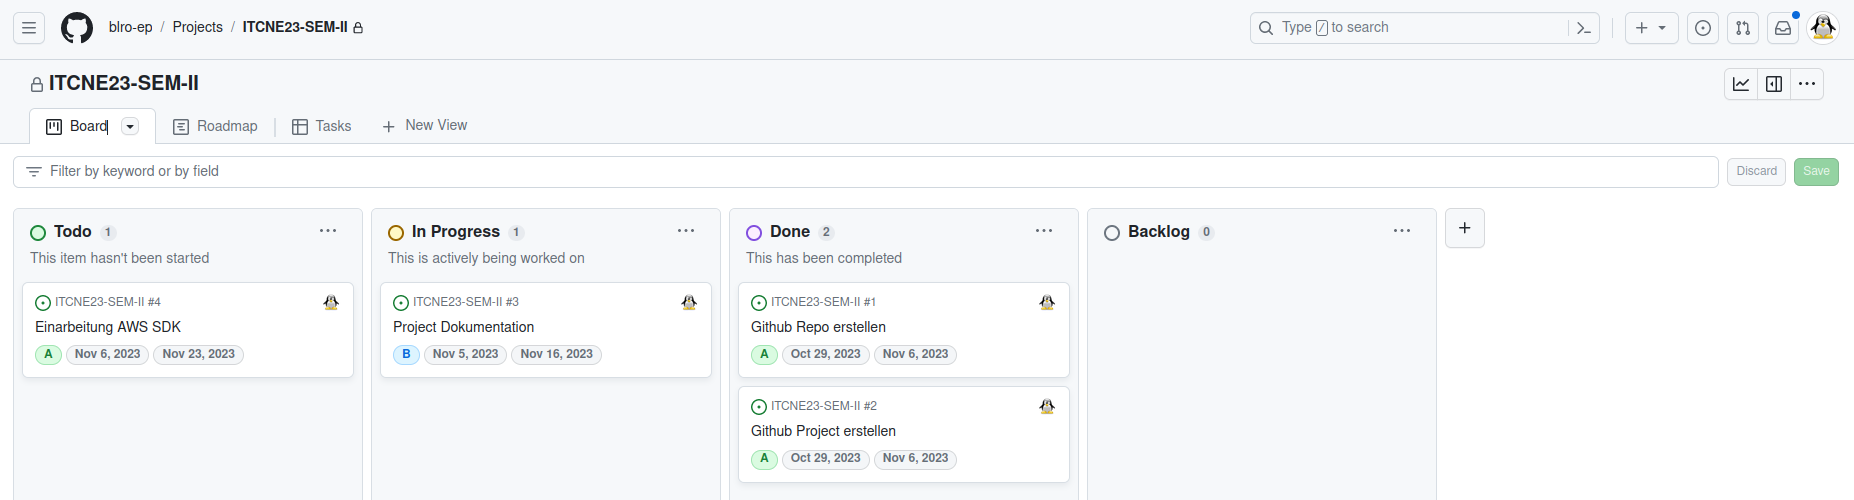 blro-ep / Projects / ITCNE23-SEM-II
Type / to search
ITCNE23-SEM-II
Board
Roadmap
Tasks
New View
Filter by keyword or by field
Discard
Save
Todo 1
This item hasn't been started
ITCNE23-SEM-II #4
Einarbeitung AWS SDK
A Nov 6, 2023 Nov 23, 2023
In Progress 1
This is actively being worked on
ITCNE23-SEM-II #3
Project Dokumentation
B Nov 5, 2023 Nov 16, 2023
Done 2
This has been completed
ITCNE23-SEM-II #1
Github Repo erstellen
A Oct 29, 2023 Nov 6, 2023
ITCNE23-SEM-II #2
Github Project erstellen
A Oct 29, 2023 Nov 6, 2023
Backlog 0